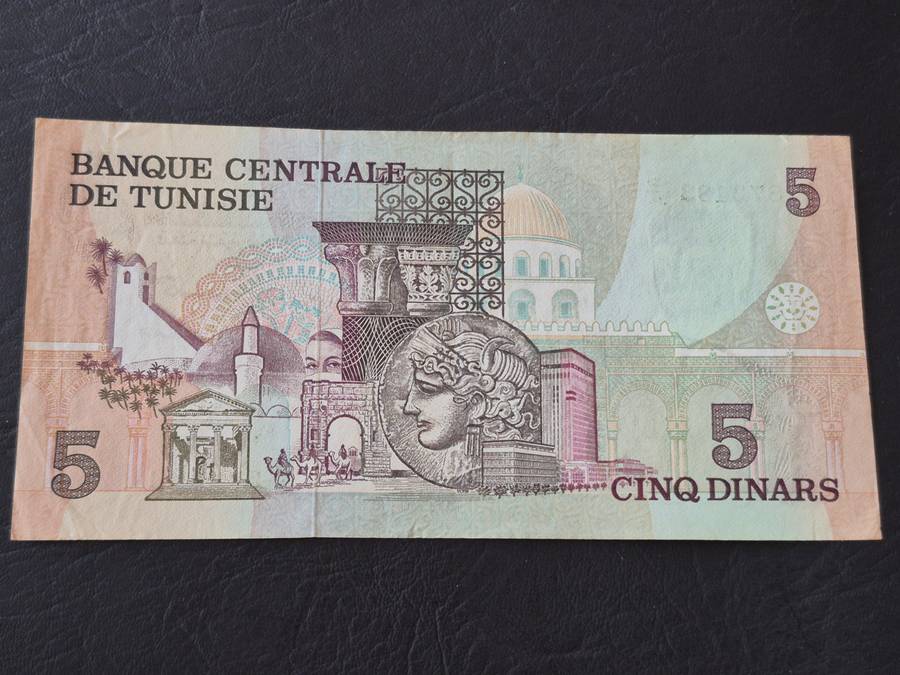 BANQUE CENTRALE
DE TUNISIE
5
5
5
CINQ DINARS